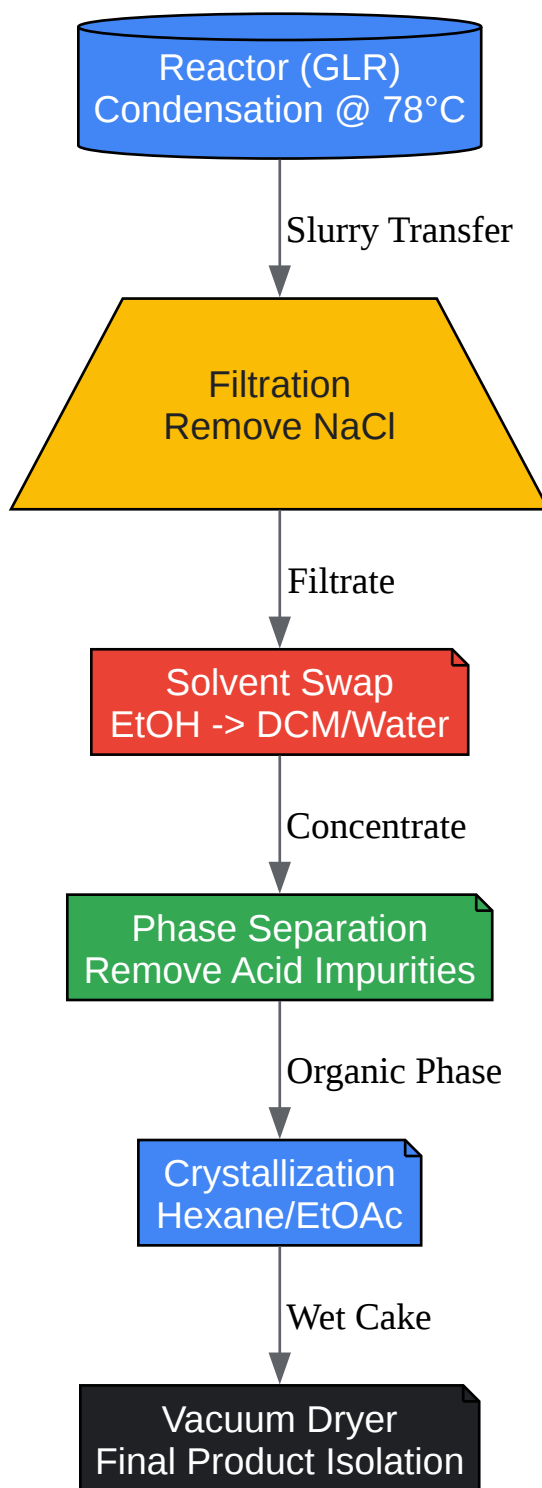 Reactor (GLR)
Condensation @ 78°C
Slurry Transfer
Filtration
Remove NaCl
Filtrate
Solvent Swap
EtOH -> DCM/Water
Concentrate
Phase Separation
Remove Acid Impurities
Organic Phase
Crystallization
Hexane/EtOAc
Wet Cake
Vacuum Dryer
Final Product Isolation